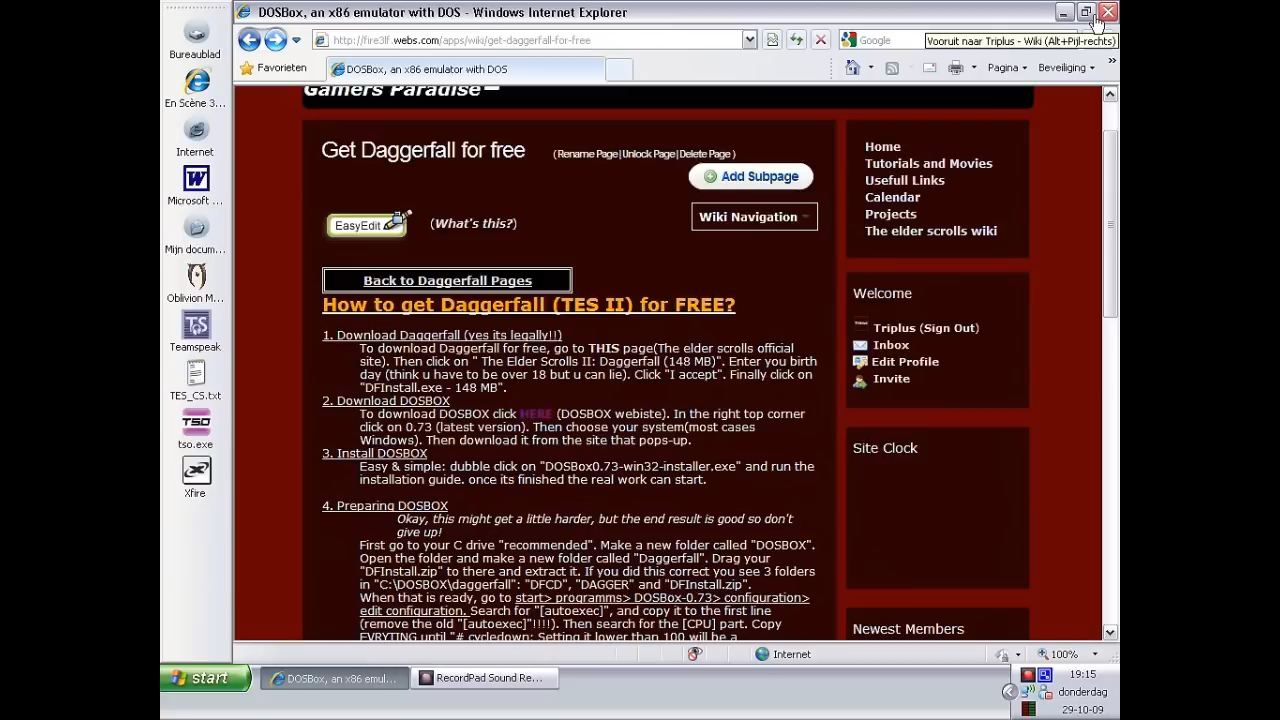 DOSBox, an x86 emulator with DOS - Windows Internet Explorer
http://fire3lf.webs.com/apps/wiki/get-daggerfall-for-free
Google
Vooruit naar Triplus - Wiki (Alt+Pijl-rechts)
Favorieten
DOSBox, an x86 emulator with DOS
Pagina
Beveiliging
Bureaublad
En Scène 3...
Internet
Microsoft ...
Mijn docum...
Oblivion M...
Teamspeak
TES_CS.txt
TSO
tso.exe
Xfire
Gamers Paradise
Get Daggerfall for free
(Rename Page|Unlock Page|Delete Page )
Add Subpage
EasyEdit
(What's this?)
Wiki Navigation
Back to Daggerfall Pages
How to get Daggerfall (TES II) for FREE?
1. Download Daggerfall (yes its legally!!)
To download Daggerfall for free, go to THIS page(The elder scrolls official
site). Then click on " The Elder Scrolls II: Daggerfall (148 MB)". Enter you birth
day (think u have to be over 18 but u can lie). Click "I accept". Finally click on
"DFInstall.exe - 148 MB".
2. Download DOSBOX
To download DOSBOX click HERE (DOSBOX webiste). In the right top corner
click on 0.73 (latest version). Then choose your system(most cases
Windows). Then download it from the site that pops-up.
3. Install DOSBOX
Easy & simple: dubble click on "DOSBox0.73-win32-installer.exe" and run the
installation guide. once its finished the real work can start.
4. Preparing DOSBOX
Okay, this might get a little harder, but the end result is good so don't
give up!
First go to your C drive "recommended". Make a new folder called "DOSBOX".
Open the folder and make a new folder called "Daggerfall". Drag your
"DFInstall.zip" to there and extract it. If you did this correct you see 3 folders
in "C:\DOSBOX\daggerfall": "DFCD", "DAGGER" and "DFInstall.zip".
When that is ready, go to start> programms> DOSBox-0.73> configuration>
edit configuration. Search for "[autoexec]", and copy it to the first line
(remove the old "[autoexec]"!!!!). Then search for the [CPU] part. Copy
EVRYTING until "# cycledown: Setting it lower than 100 will be a
Home
Tutorials and Movies
Usefull Links
Calendar
Projects
The elder scrolls wiki
Welcome
Triplus (Sign Out)
Inbox
Edit Profile
Invite
Site Clock
Newest Members
Internet
100%
start
DOSBox, an x86 emul...
RecordPad Sound Re...
19:15
donderdag
29-10-09